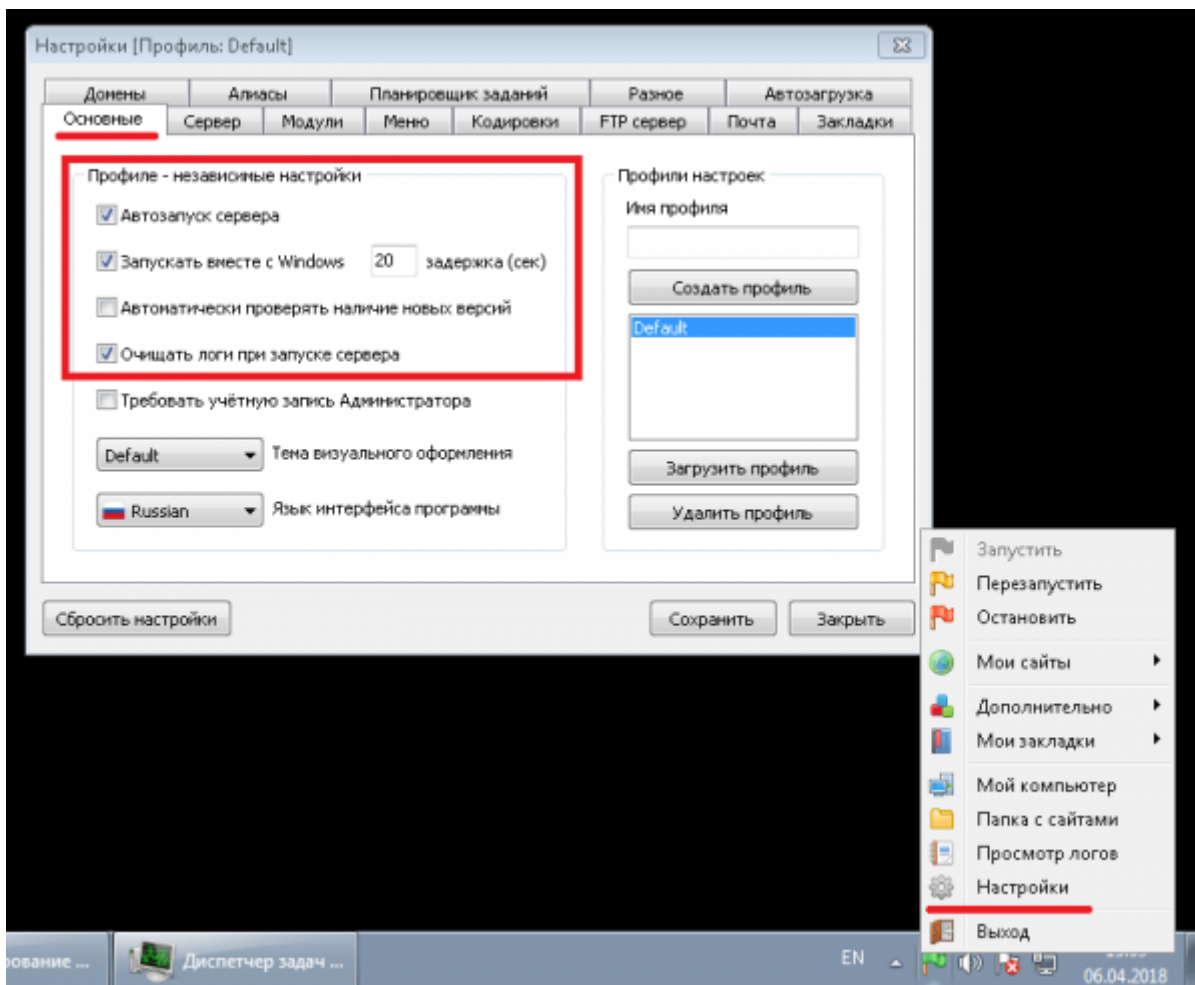 Настройки [Профиль: Default]
Домены Алиасы Планировщик заданий Разное Автозагрузка
Основные Сервер Модули Меню Кодировки FTP сервер Почта Закладки
Профиле - независимые настройки
Автозапуск сервера
Запускать вместе с Windows 20 задержка (сек)
Автоматически проверять наличие новых версий
Очищать логи при запуске сервера
Требовать учётную запись Администратора
Default Тема визуального оформления
Russian Язык интерфейса программы
Профили настроек
Имя профиля
Создать профиль
Default
Загрузить профиль
Удалить профиль
Сбросить настройки Сохранить Закрыть
Запустить
Перезапустить
Остановить
Мои сайты
Дополнительно
Мои закладки
Мой компьютер
Папка с сайтами
Просмотр логов
Настройки
Выход
рование ... Диспетчер задач ... EN
06.04.2018